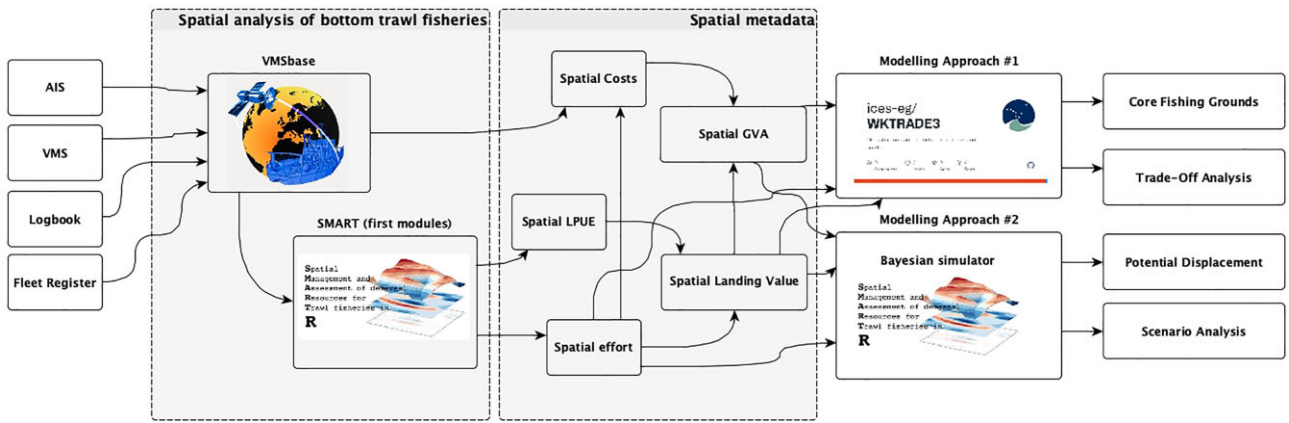 Spatial analysis of bottom trawl fisheries
Spatial metadata
AIS
VMS
Logbook
Fleet Register
VMSbase
SMART (first modules)
Spatial
Management and
Assessment of demersal
Resources for
Trawl fisheries in
R
Spatial Costs
Spatial GVA
Spatial LPUE
Spatial Landing Value
Spatial effort
Modelling Approach #1
ices-eg/
WKTRADE3
Modelling Approach #2
Bayesian simulator
Spatial
Management and
Assessment of demersal
Resources for
Trawl fisheries in
R
Core Fishing Grounds
Trade-Off Analysis
Potential Displacement
Scenario Analysis